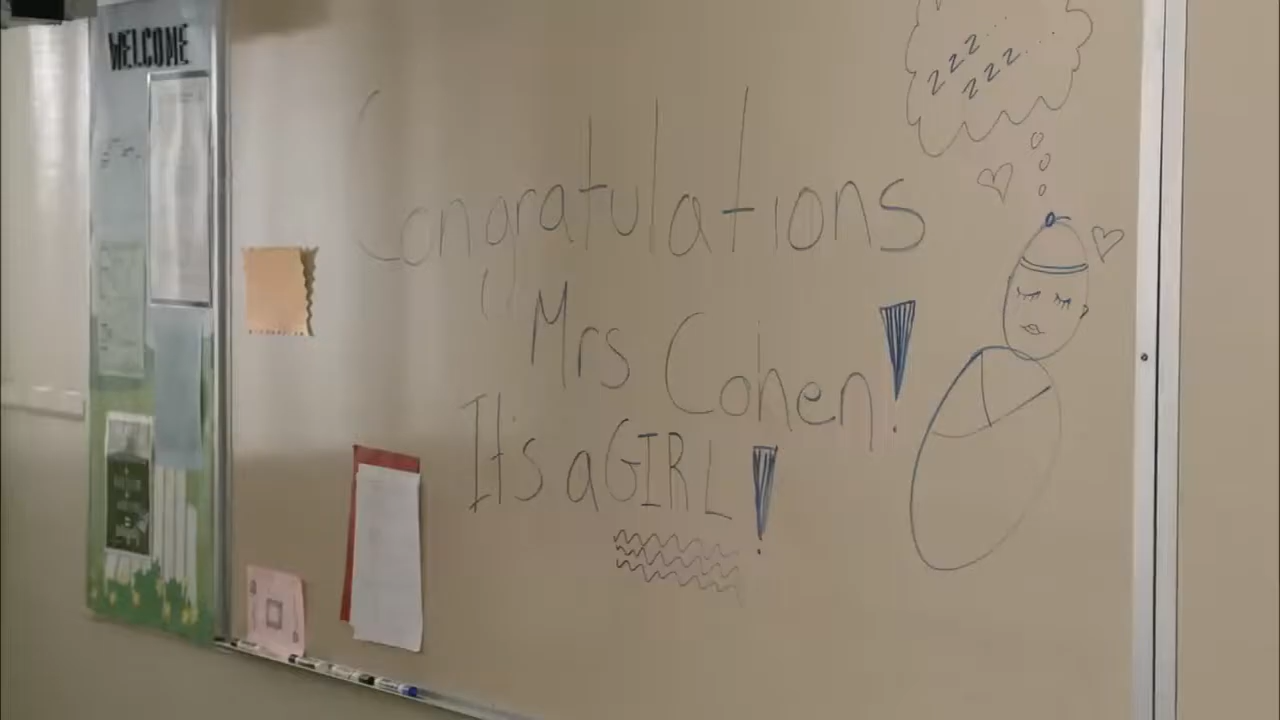 WELCOME
zzz...
zzz...
Congratulations
Mrs Cohen!
It's a GIRL!